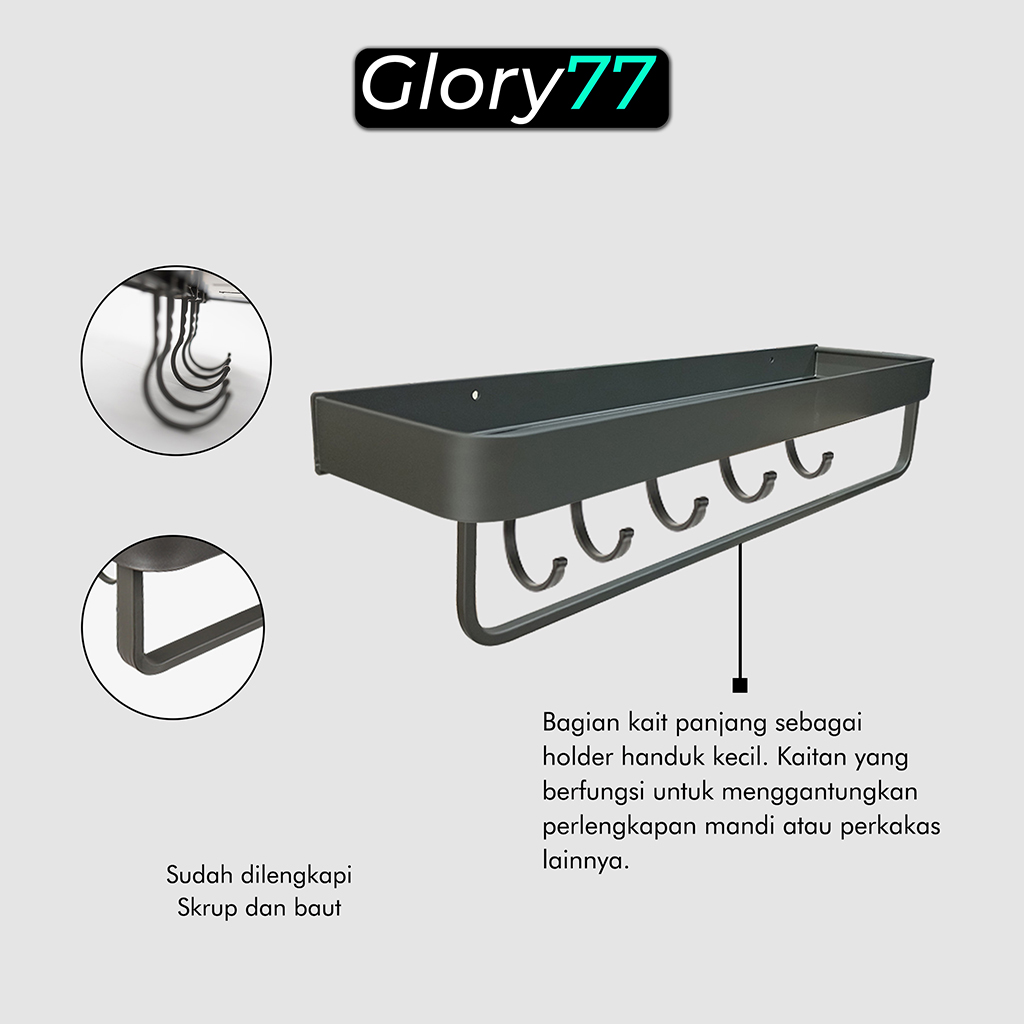 Glory77
Bagian kait panjang sebagai
holder handuk kecil. Kaitan yang
berfungsi untuk menggantungkan
perlengkapan mandi atau perkakas
lainnya.
Sudah dilengkapi
Skrup dan baut